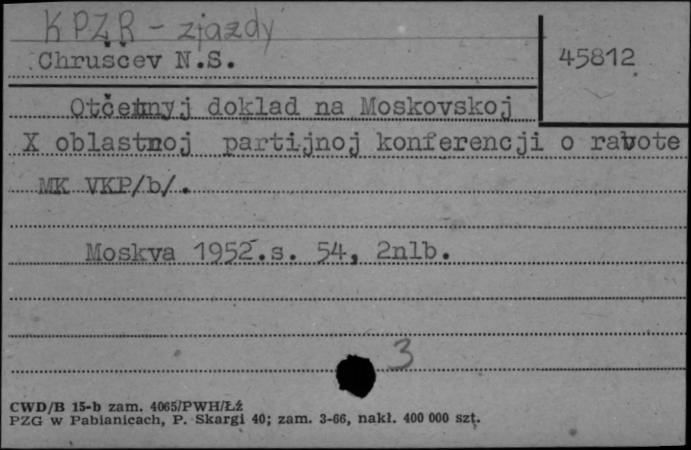 KPZR - zjazdy
Chruščev N.S.
45812
Otčetnyj doklad na Moskovskoj
X oblastnoj partijnoj konferencji o rabote
MK VKP/b/.
Moskva 1952.s. 54, 2nlb.
3
CWD/B 15-b zam. 4065/PWH/Łź
PZG w Pabianicach, P. Skargi 40; zam. 3-66, nakł. 400 000 szt.